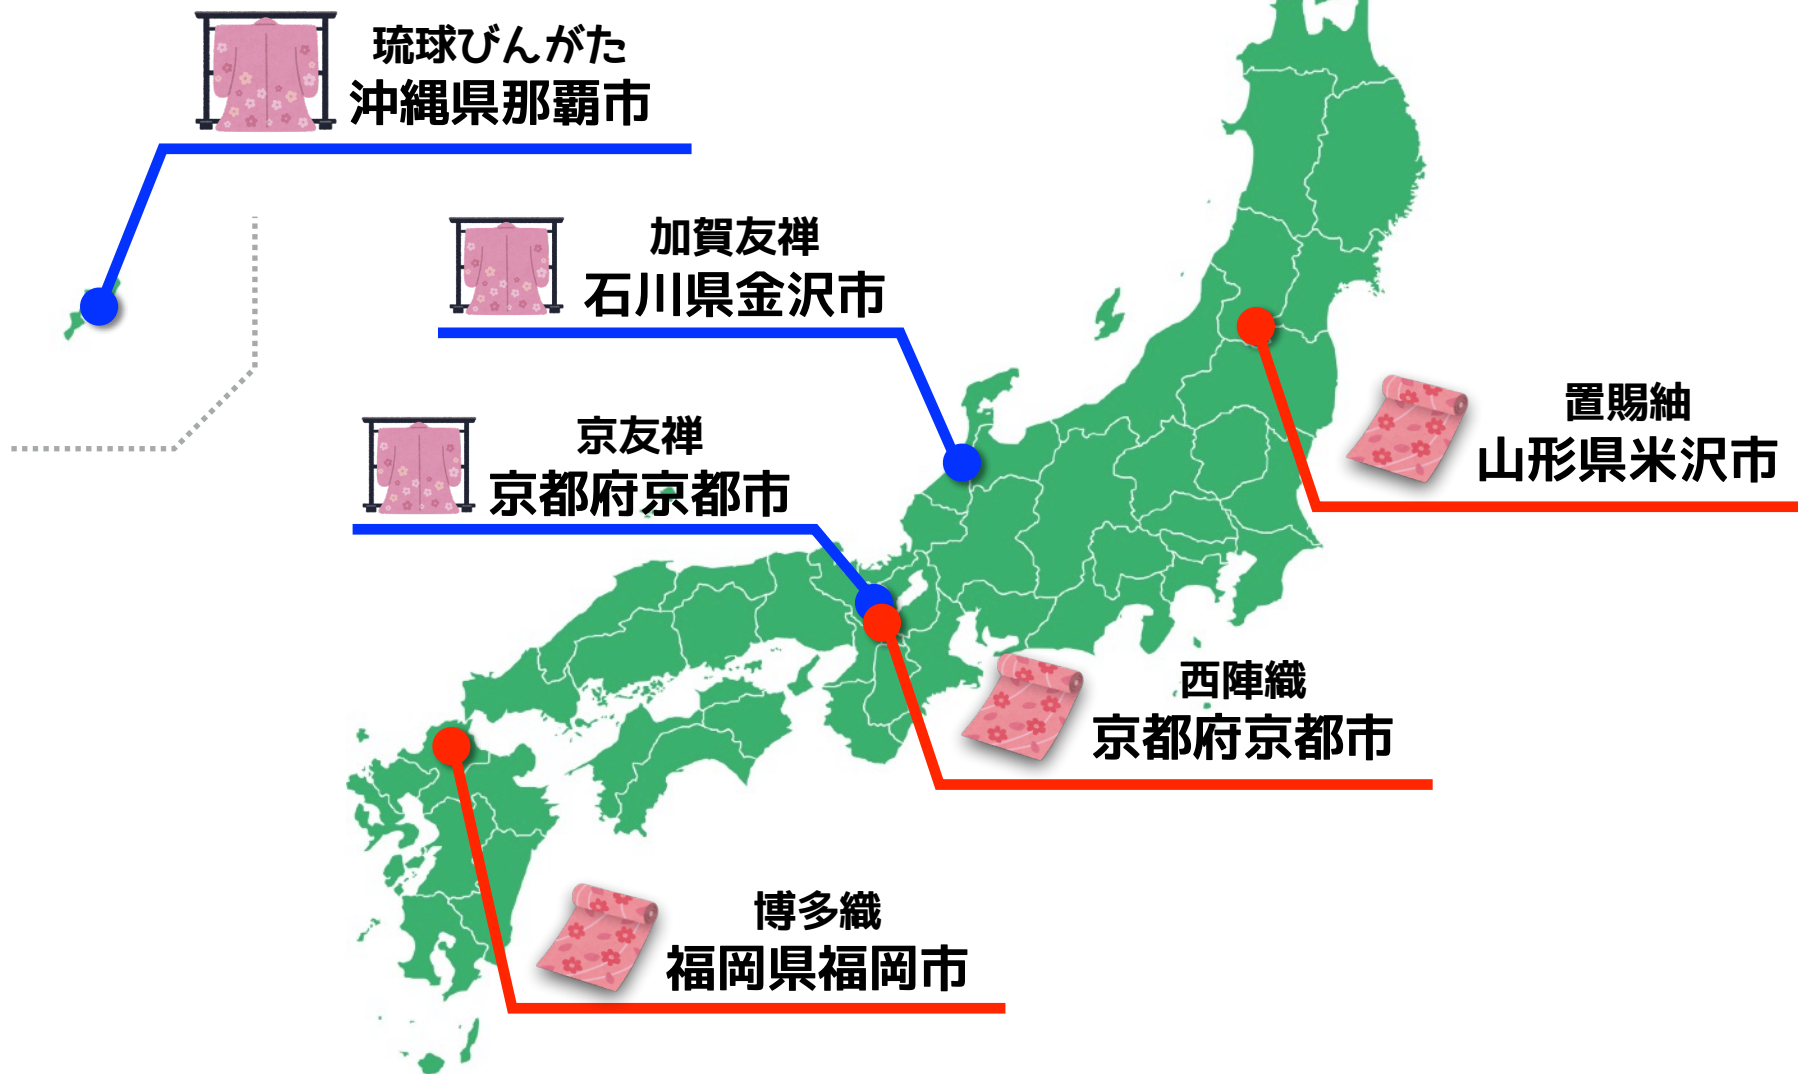 琉球びんがた
沖縄県那覇市
加賀友禅
石川県金沢市
置賜紬
山形県米沢市
京友禅
京都府京都市
西陣織
京都府京都市
博多織
福岡県福岡市